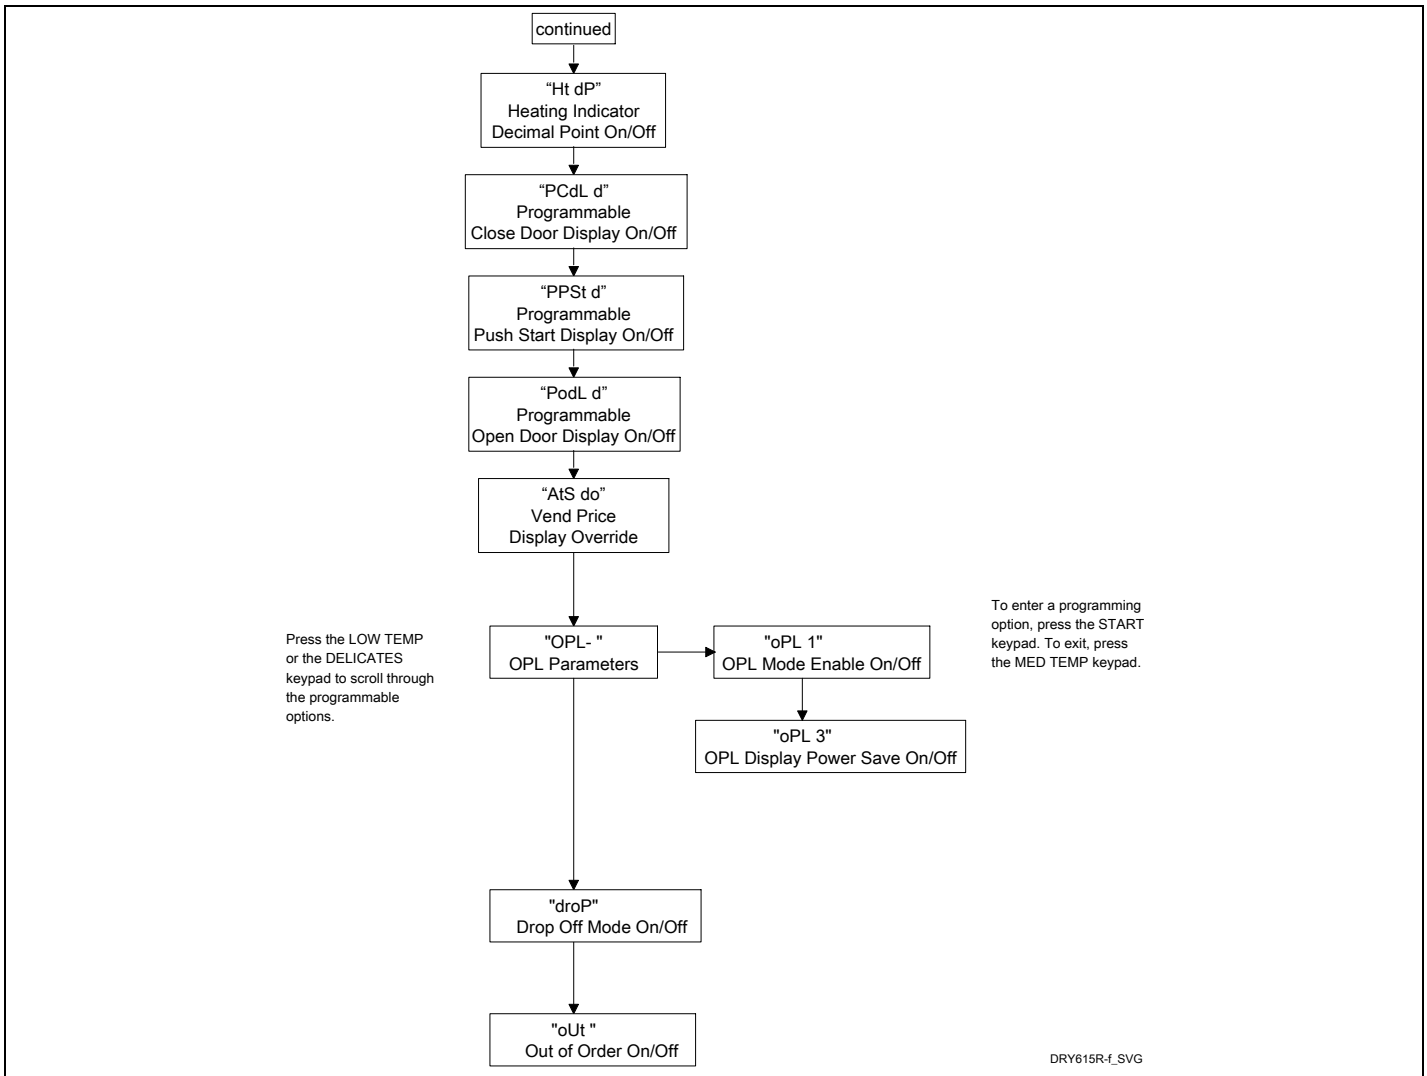 continued
“Ht dP”
Heating Indicator
Decimal Point On/Off
“PCdL d”
Programmable
Close Door Display On/Off
“PPSt d”
Programmable
Push Start Display On/Off
“PodL d”
Programmable
Open Door Display On/Off
“AtS do”
Vend Price
Display Override
Press the LOW TEMP
or the DELICATES
keypad to scroll through
the programmable
options.
"OPL- "
OPL Parameters
"oPL 1"
OPL Mode Enable On/Off
"oPL 3"
OPL Display Power Save On/Off
To enter a programming
option, press the START
keypad. To exit, press
the MED TEMP keypad.
"droP"
Drop Off Mode On/Off
"oUt "
Out of Order On/Off
DRY615R-f_SVG